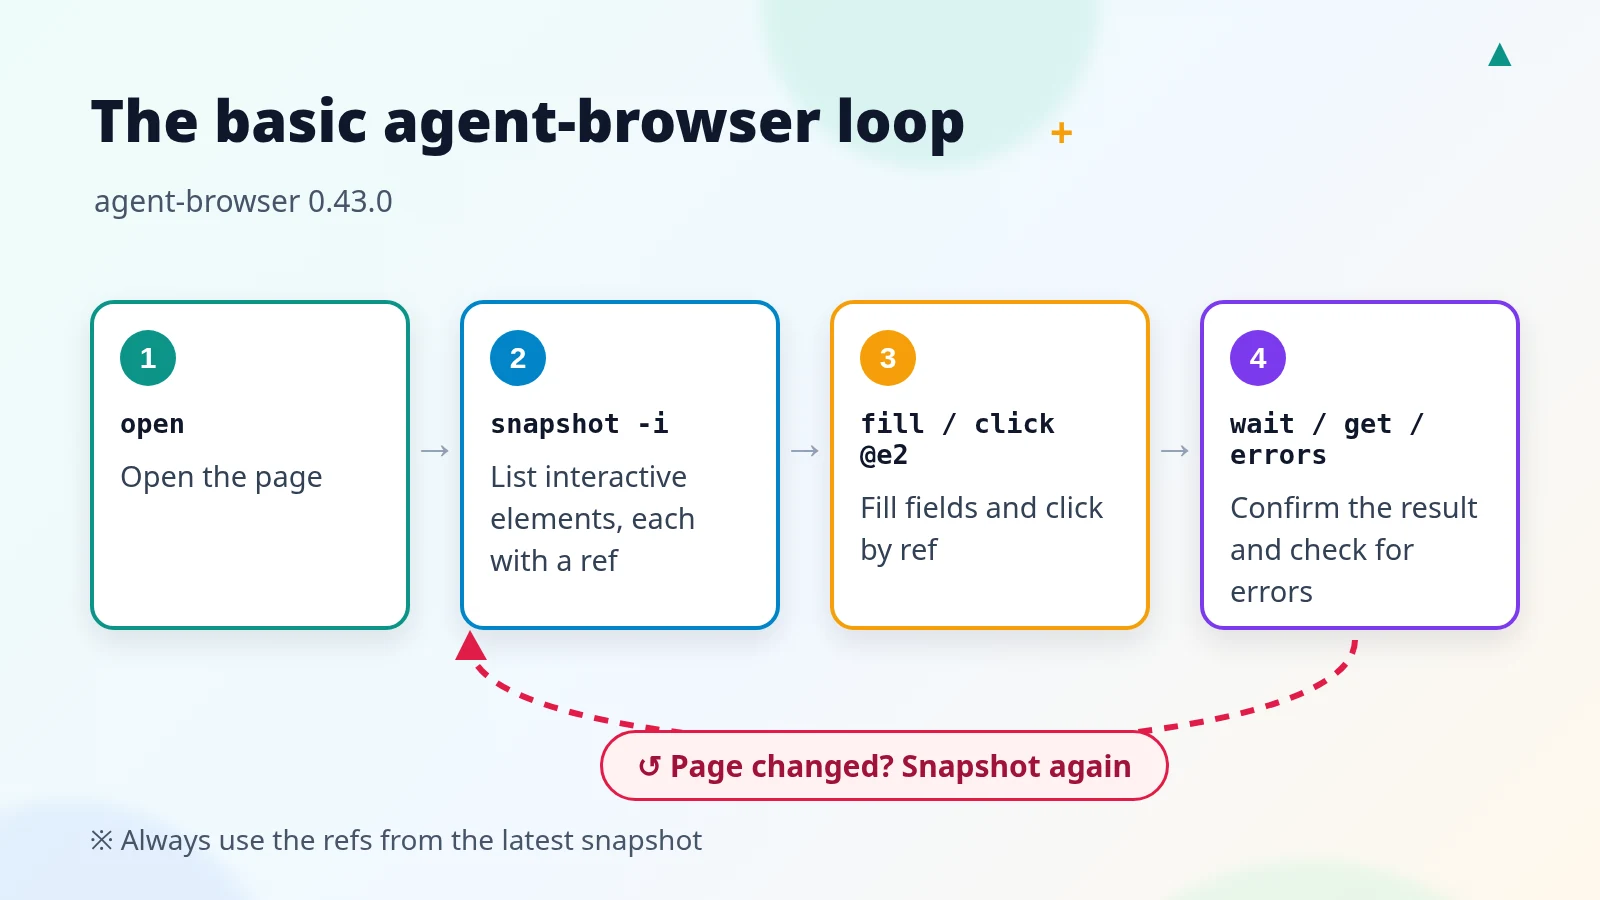 The basic agent-browser loop
+
agent-browser 0.43.0
1
open
Open the page
→
2
snapshot -i
List interactive
elements, each
with a ref
→
3
fill / click
@e2
Fill fields and click
by ref
→
4
wait / get /
errors
Confirm the result
and check for
errors
↺ Page changed? Snapshot again
※ Always use the refs from the latest snapshot